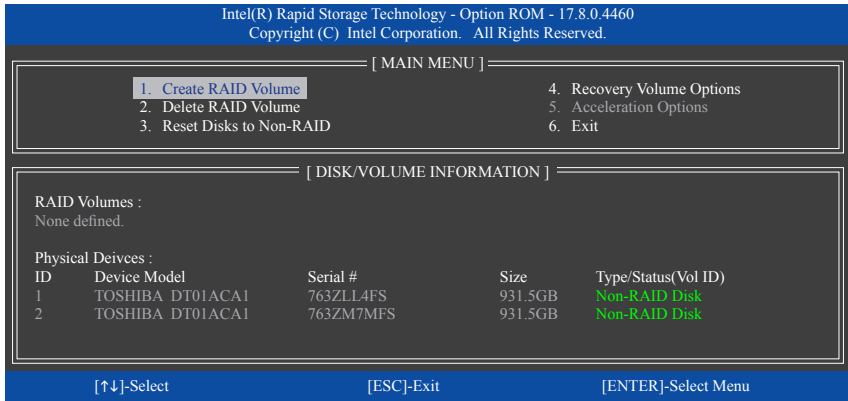 Intel(R) Rapid Storage Technology - Option ROM - 17.8.0.4460
Copyright (C) Intel Corporation. All Rights Reserved.
[ MAIN MENU ]
1. Create RAID Volume
2. Delete RAID Volume
3. Reset Disks to Non-RAID
4. Recovery Volume Options
5. Acceleration Options
6. Exit
[ DISK/VOLUME INFORMATION ]
RAID Volumes :
None defined.
Physical Deivces :
ID Device Model Serial # Size Type/Status(Vol ID)
1 TOSHIBA DT01ACA1 763ZLL4FS 931.5GB Non-RAID Disk
2 TOSHIBA DT01ACA1 763ZM7MFS 931.5GB Non-RAID Disk
[↑↓]-Select [ESC]-Exit [ENTER]-Select Menu